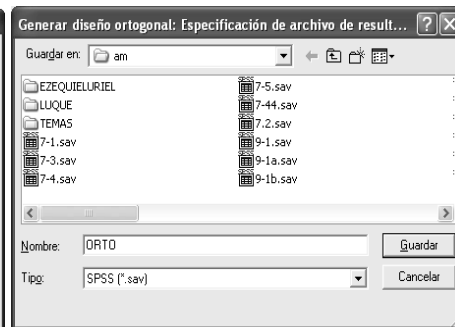 Generar diseño ortogonal: Especificación de archivo de result...
Guardar en: am
EZEQUIELURIEL
LUQUE
TEMAS
7-1.sav
7-3.sav
7-4.sav
7-5.sav
7-44.sav
7.2.sav
9-1.sav
9-1a.sav
9-1b.sav
Nombre: ORTO
Guardar
Tipo: SPSS (*.sav)
Cancelar